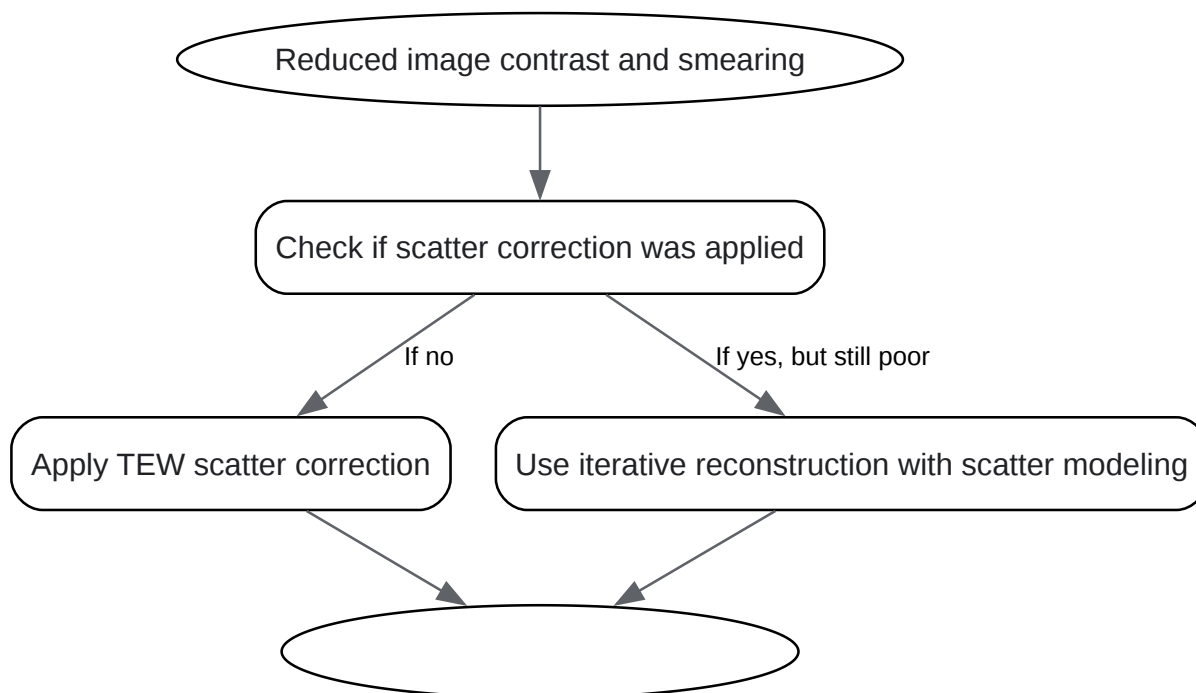 Reduced image contrast and smearing
Check if scatter correction was applied
If no
If yes, but still poor
Apply TEW scatter correction
Use iterative reconstruction with scatter modeling